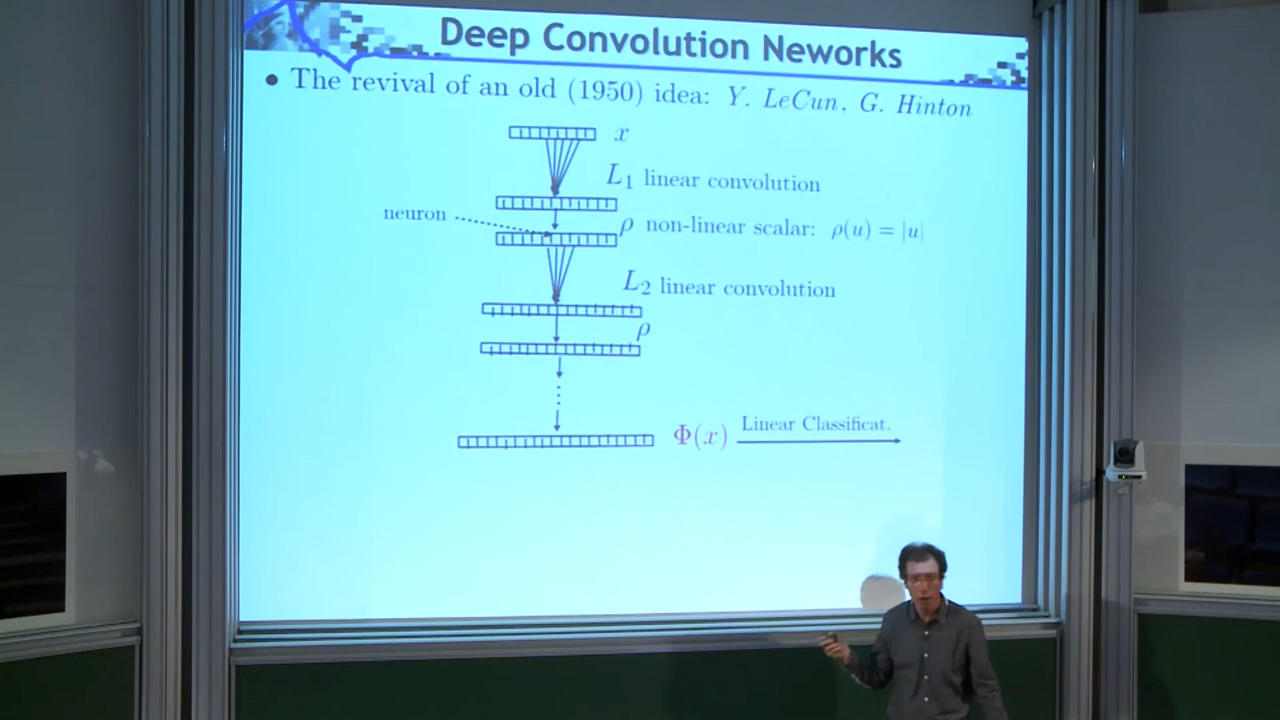 Deep Convolution Neworks
• The revival of an old (1950) idea: Y. LeCun, G. Hinton
x
L₁ linear convolution
neuron
ρ non-linear scalar: ρ(u) = |u|
L₂ linear convolution
ρ
Φ(x) Linear Classificat.